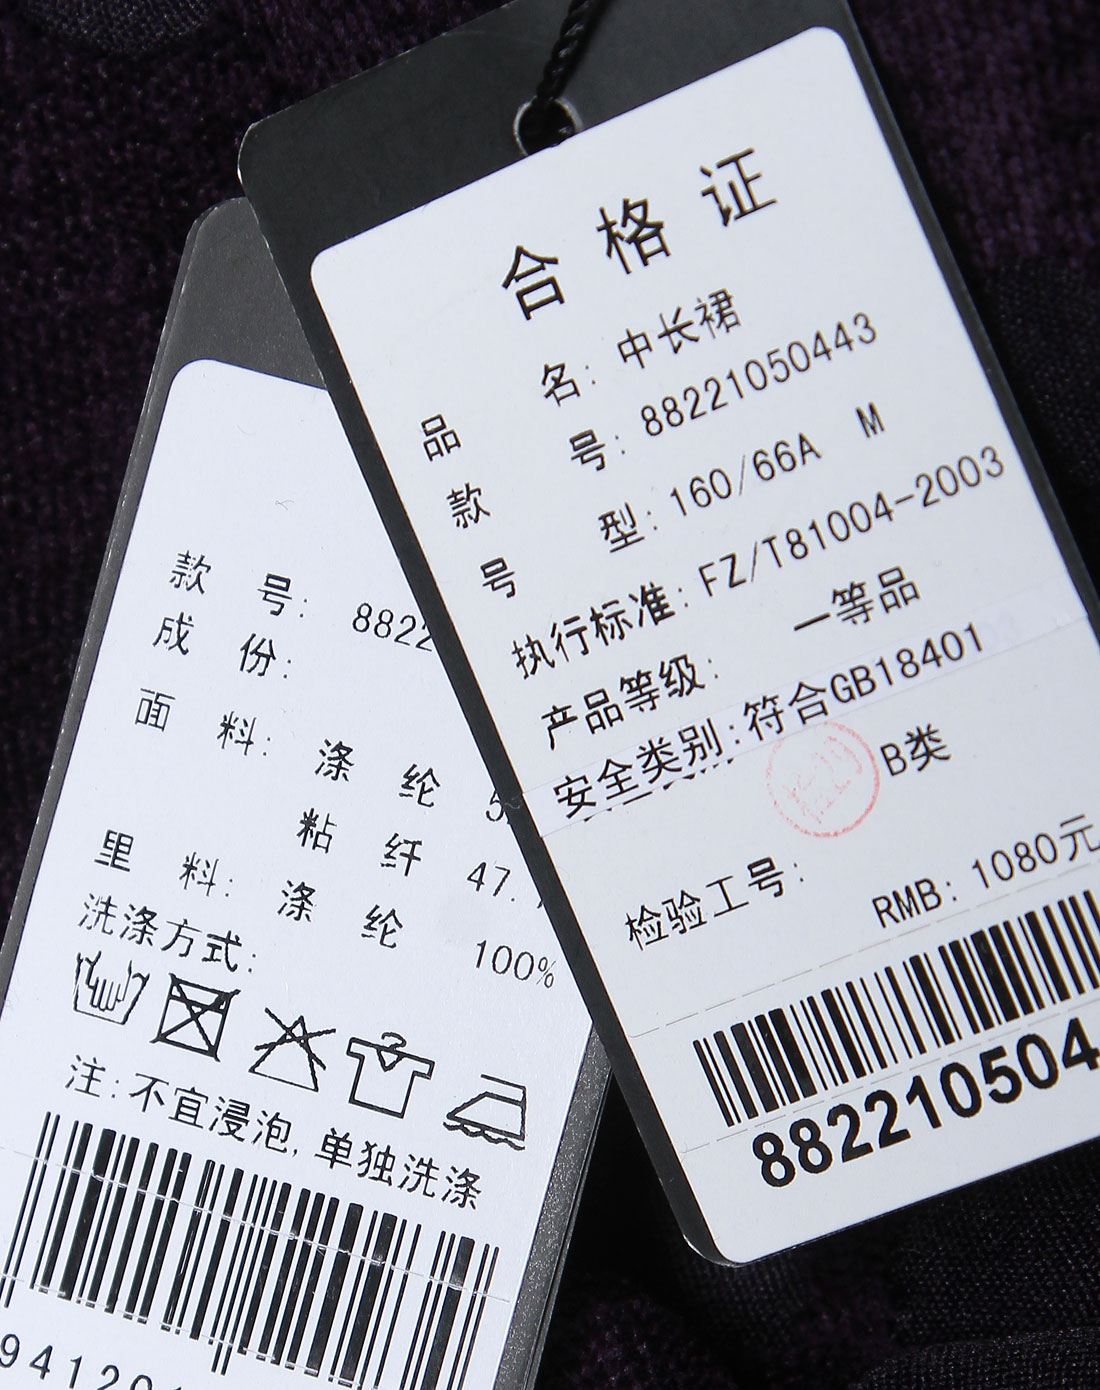 合格证
品名: 中长裙
款号: 88221050443
号型: 160/66A M
执行标准: FZ/T81004-2003
产品等级: 一等品
安全类别: 符合GB18401
B类
检验工号:
RMB: 1080元
882210504
款号: 8822
成份:
面料: 涤纶 5
粘纤 47.
里料: 涤纶 100%
洗涤方式:
注: 不宜浸泡, 单独洗涤
94120